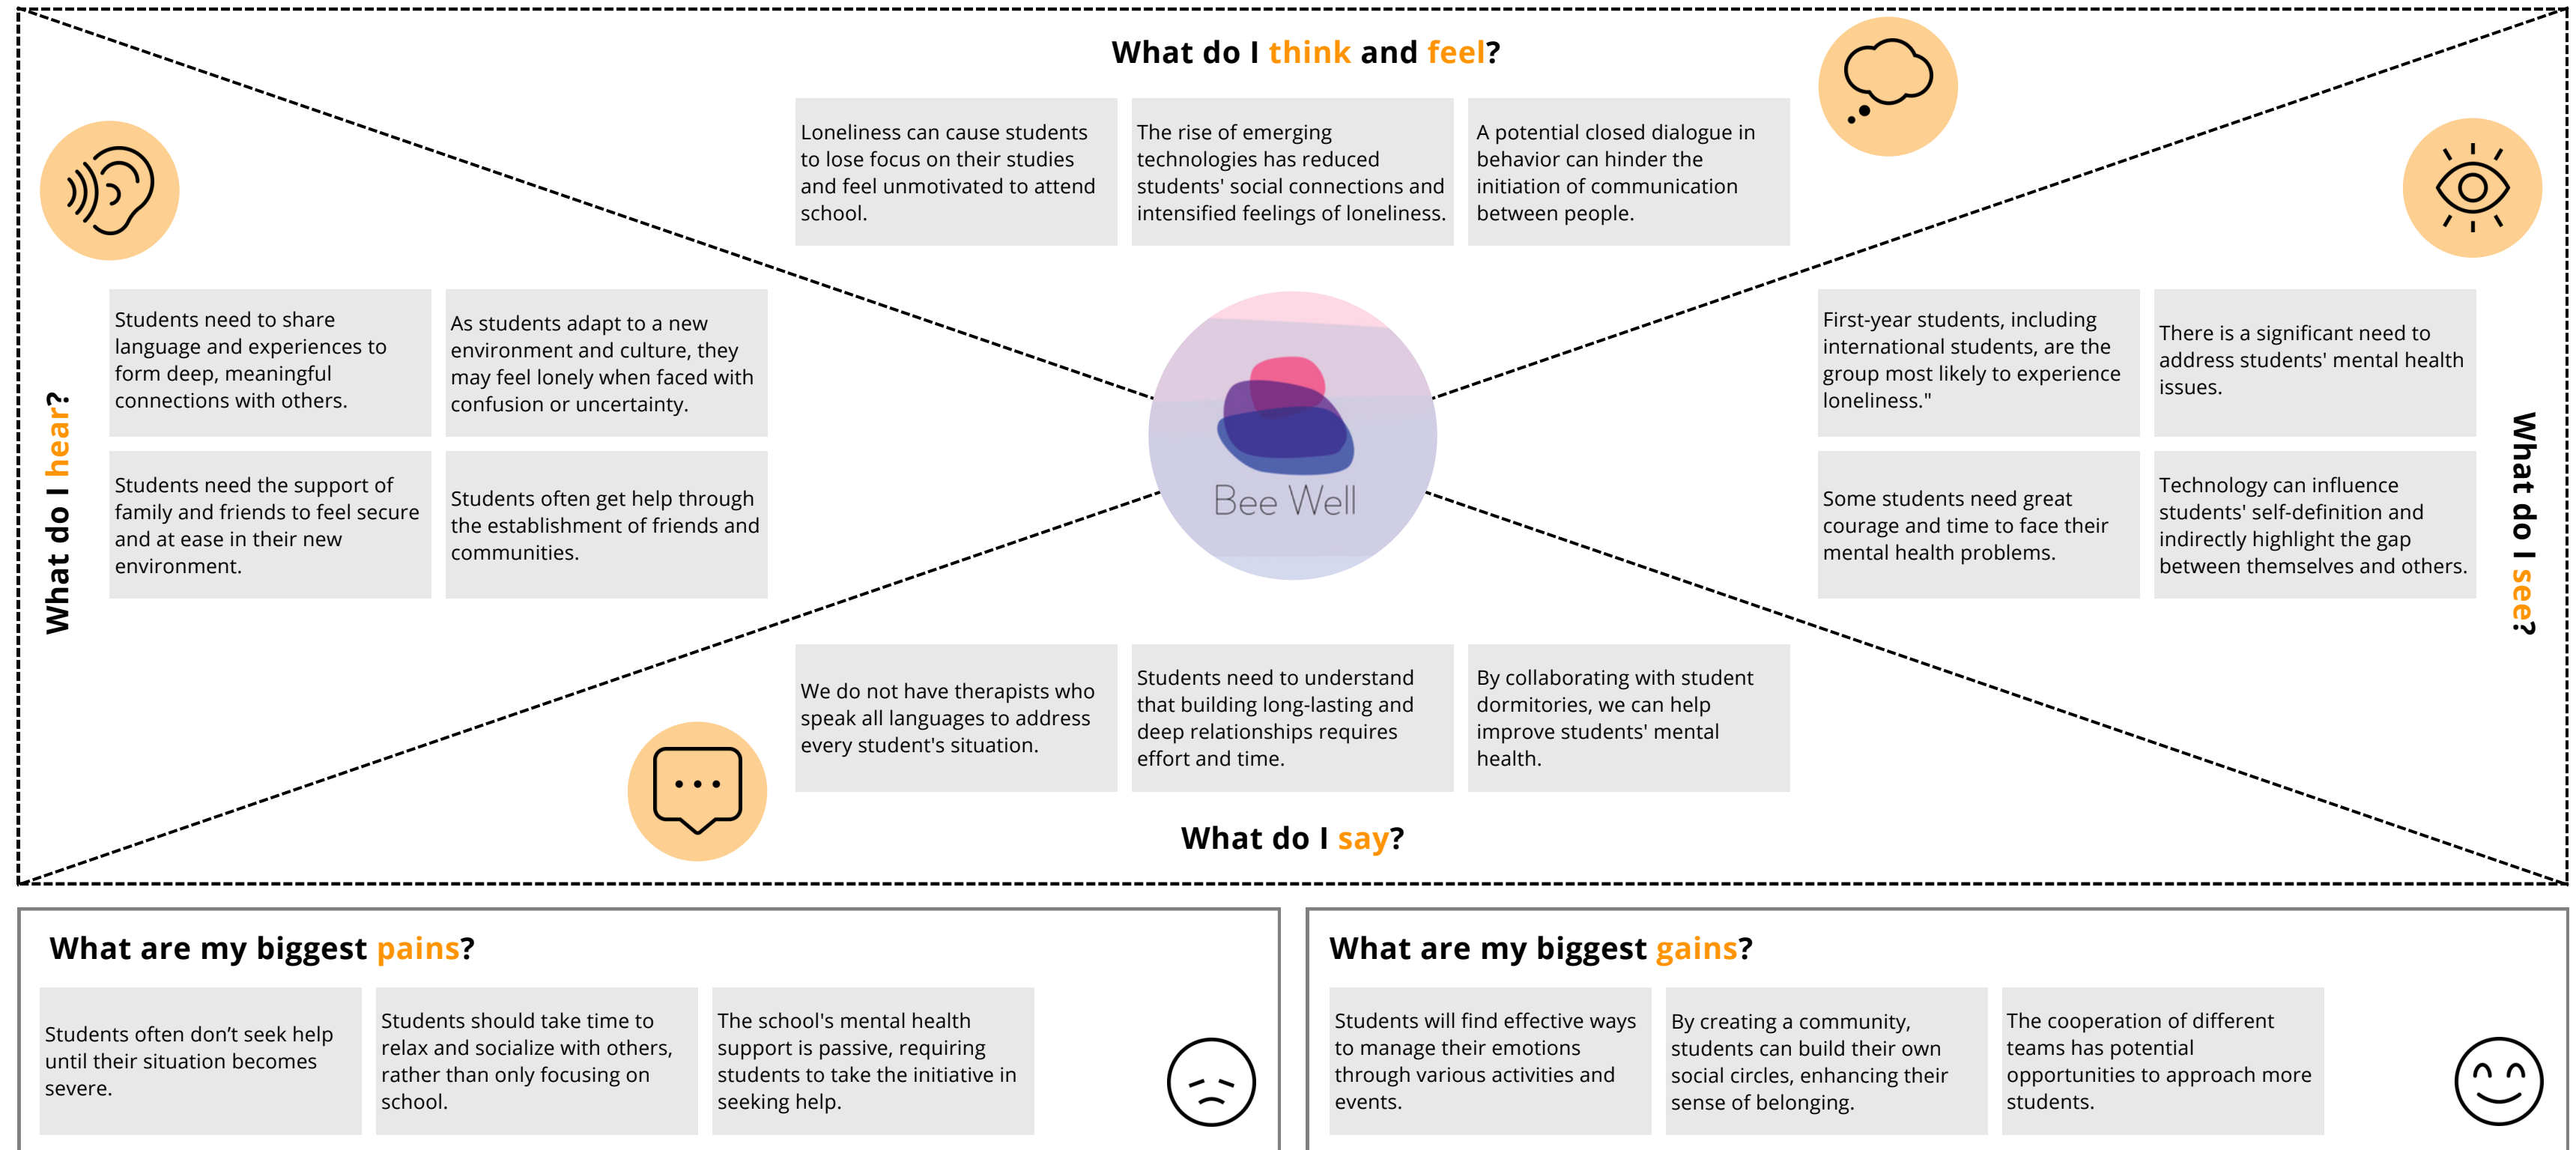 What do I think and feel?
Loneliness can cause students
to lose focus on their studies
and feel unmotivated to attend
school.
The rise of emerging
technologies has reduced
students' social connections and
intensified feelings of loneliness.
A potential closed dialogue in
behavior can hinder the
initiation of communication
between people.
What do I hear?
Students need to share
language and experiences to
form deep, meaningful
connections with others.
As students adapt to a new
environment and culture, they
may feel lonely when faced with
confusion or uncertainty.
Students need the support of
family and friends to feel secure
and at ease in their new
environment.
Students often get help through
the establishment of friends and
communities.
Bee Well
First-year students, including
international students, are the
group most likely to experience
loneliness."
There is a significant need to
address students' mental health
issues.
Some students need great
courage and time to face their
mental health problems.
Technology can influence
students' self-definition and
indirectly highlight the gap
between themselves and others.
What do I see?
We do not have therapists who
speak all languages to address
every student's situation.
Students need to understand
that building long-lasting and
deep relationships requires
effort and time.
By collaborating with student
dormitories, we can help
improve students' mental
health.
What do I say?
What are my biggest pains?
Students often don’t seek help
until their situation becomes
severe.
Students should take time to
relax and socialize with others,
rather than only focusing on
school.
The school's mental health
support is passive, requiring
students to take the initiative in
seeking help.
What are my biggest gains?
Students will find effective ways
to manage their emotions
through various activities and
events.
By creating a community,
students can build their own
social circles, enhancing their
sense of belonging.
The cooperation of different
teams has potential
opportunities to approach more
students.